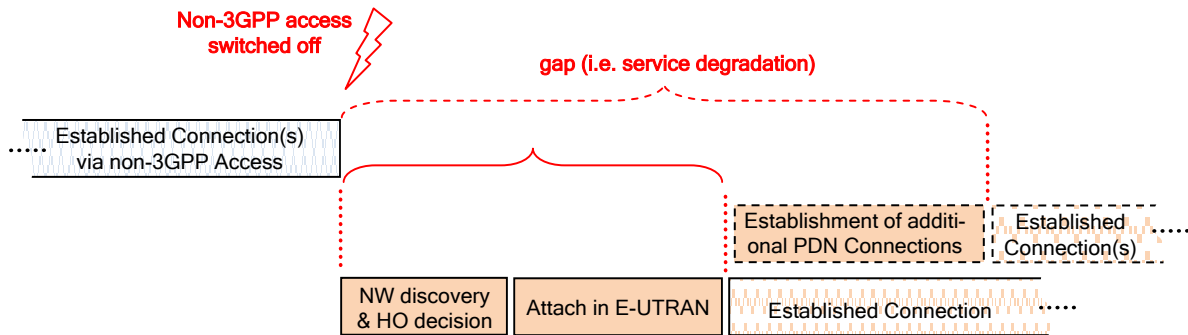 Non-3GPP access
switched off
gap (i.e. service degradation)
Established Connection(s)
via non-3GPP Access
Establishment of additi-
onal PDN Connections
Established
Connection(s)
NW discovery
& HO decision
Attach in E-UTRAN
Established Connection